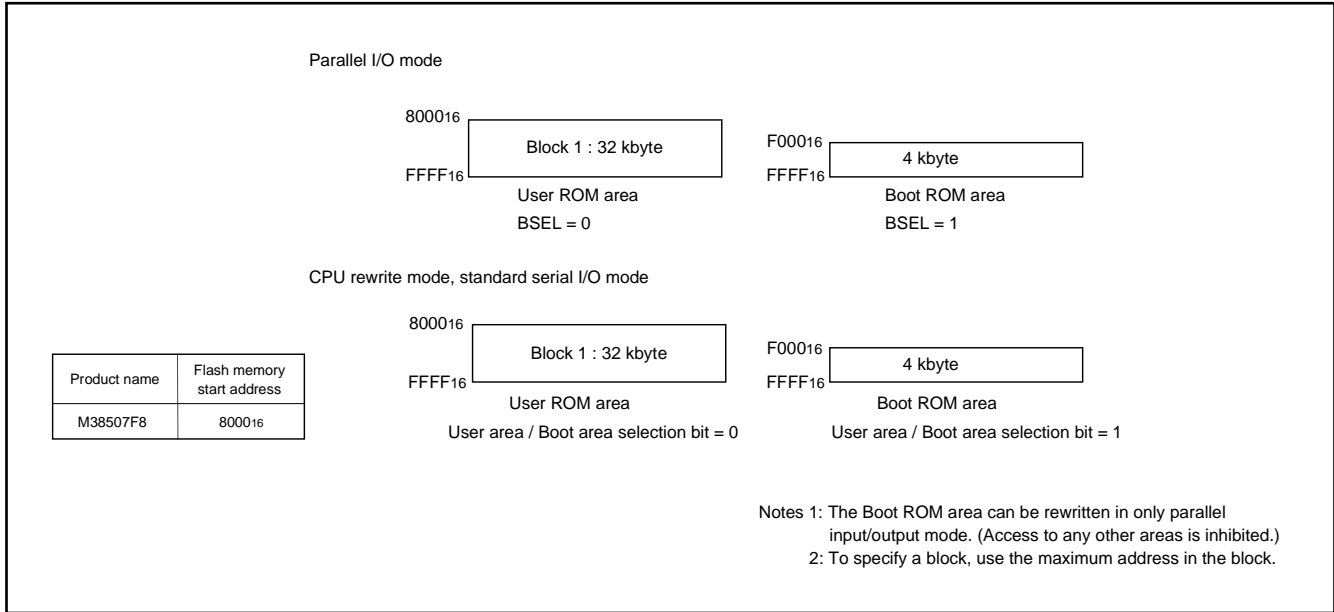 Parallel I/O mode
800016
Block 1 : 32 kbyte
FFFF16
User ROM area
BSEL = 0
F00016
4 kbyte
FFFF16
Boot ROM area
BSEL = 1
CPU rewrite mode, standard serial I/O mode
800016
Block 1 : 32 kbyte
FFFF16
User ROM area
User area / Boot area selection bit = 0
F00016
4 kbyte
FFFF16
Boot ROM area
User area / Boot area selection bit = 1
Product name
Flash memory
start address
M38507F8
800016
Notes 1: The Boot ROM area can be rewritten in only parallel
input/output mode. (Access to any other areas is inhibited.)
2: To specify a block, use the maximum address in the block.